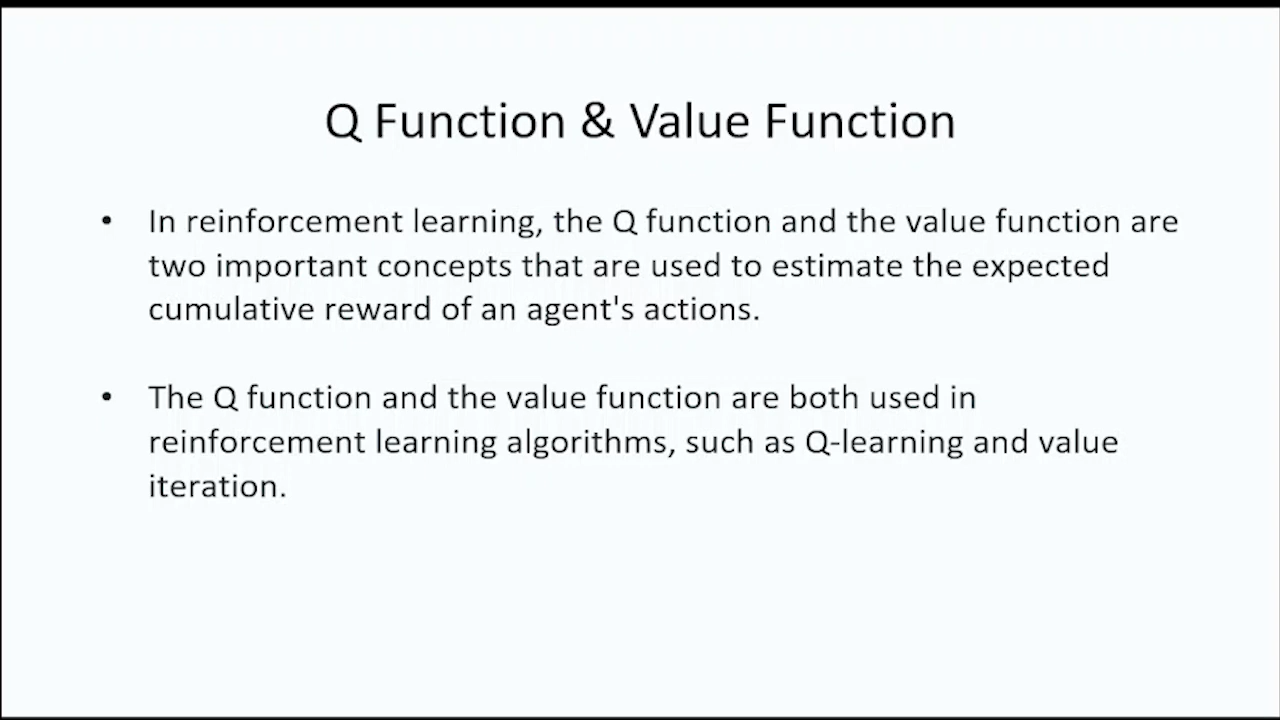 Q Function & Value Function
• In reinforcement learning, the Q function and the value function are
two important concepts that are used to estimate the expected
cumulative reward of an agent's actions.
• The Q function and the value function are both used in
reinforcement learning algorithms, such as Q-learning and value
iteration.